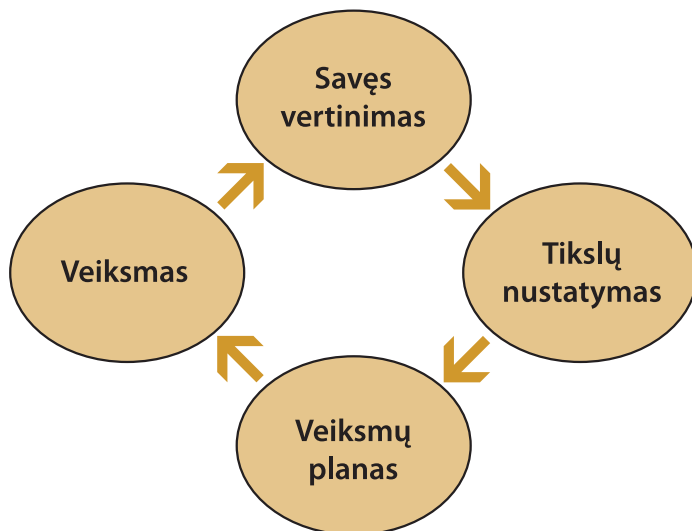 Savęs
vertinimas
Tikslų
nustatymas
Veiksmų
planas
Veiksmas